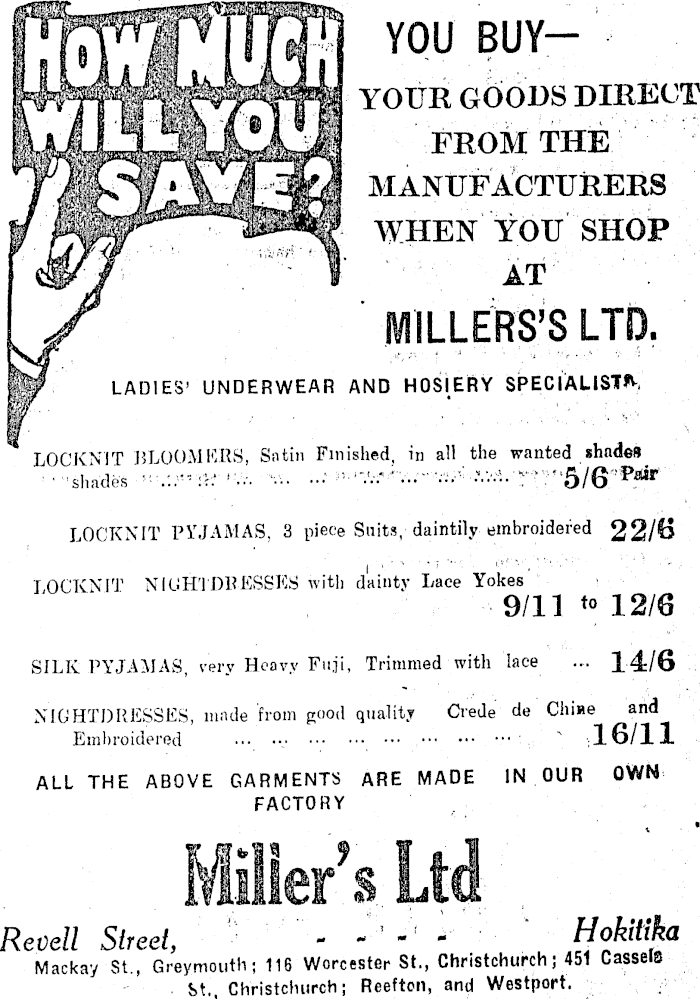 HOW MUCH
WILL YOU
SAVE?
YOU BUY—
YOUR GOODS DIRECT
FROM THE
MANUFACTURERS
WHEN YOU SHOP
AT
MILLERS'S LTD.
LADIES' UNDERWEAR AND HOSIERY SPECIALISTS,
LOCKNIT BLOOMERS, Satin Finished, in all the wanted shades
shades ... ... ... ... ... ... ... ... ... 5/6 Pair
LOCKNIT PYJAMAS, 3 piece Suits, daintily embroidered 22/6
LOCKNIT NIGHTDRESSES with dainty Lace Yokes
9/11 to 12/6
SILK PYJAMAS, very Heavy Fuji, Trimmed with lace ... 14/6
NIGHTDRESSES, made from good quality Crede de Chine and
Embroidered ... ... ... ... ... ... ... ... 16/11
ALL THE ABOVE GARMENTS ARE MADE IN OUR OWN
FACTORY
Miller's Ltd
Revell Street, - - - - Hokitika
Mackay St., Greymouth; 116 Worcester St., Christchurch; 451 Cassels
St., Christchurch; Reefton, and Westport.